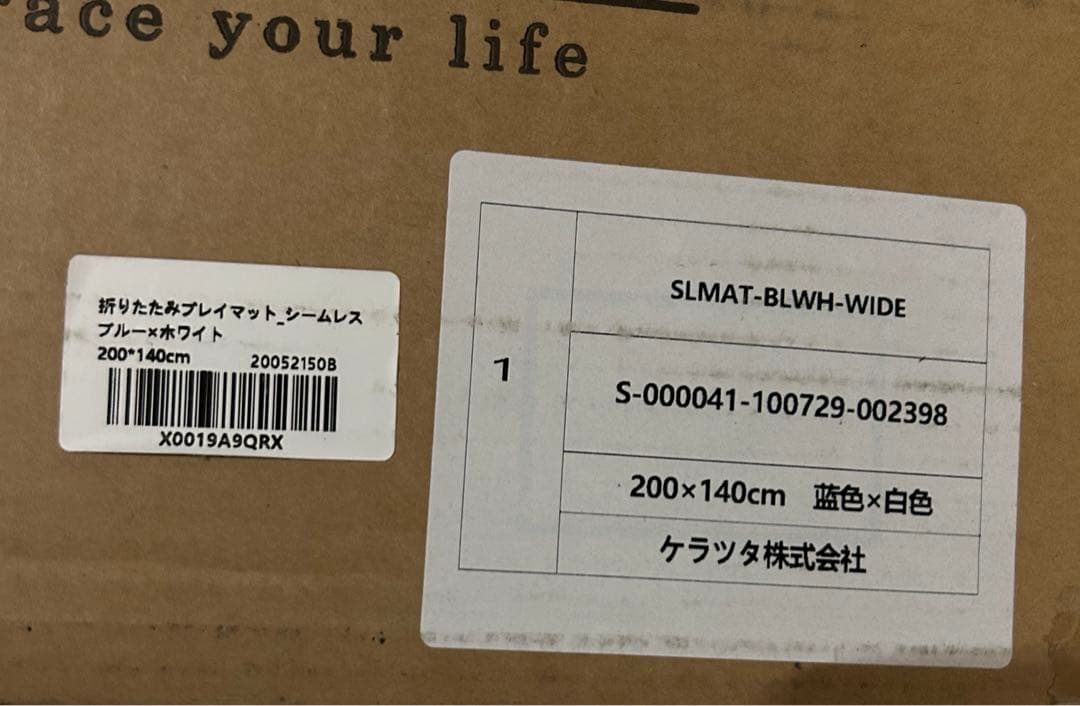 your life
折りたたみプレイマット_シームレス
ブルー×ホワイト
200*140cm 20052150B
X0019A9QRX
1
SLMAT-BLWH-WIDE
S-000041-100729-002398
200×140cm 蓝色×白色
ケラッタ株式会社